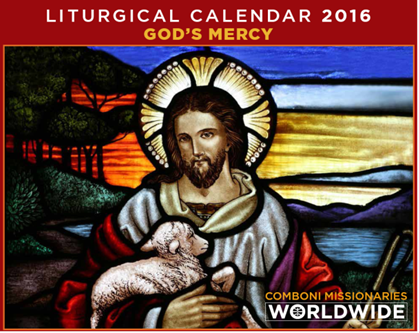 LITURGICAL CALENDAR 2016
GOD'S MERCY
COMBONI MISSIONARIES
WORLDWIDE